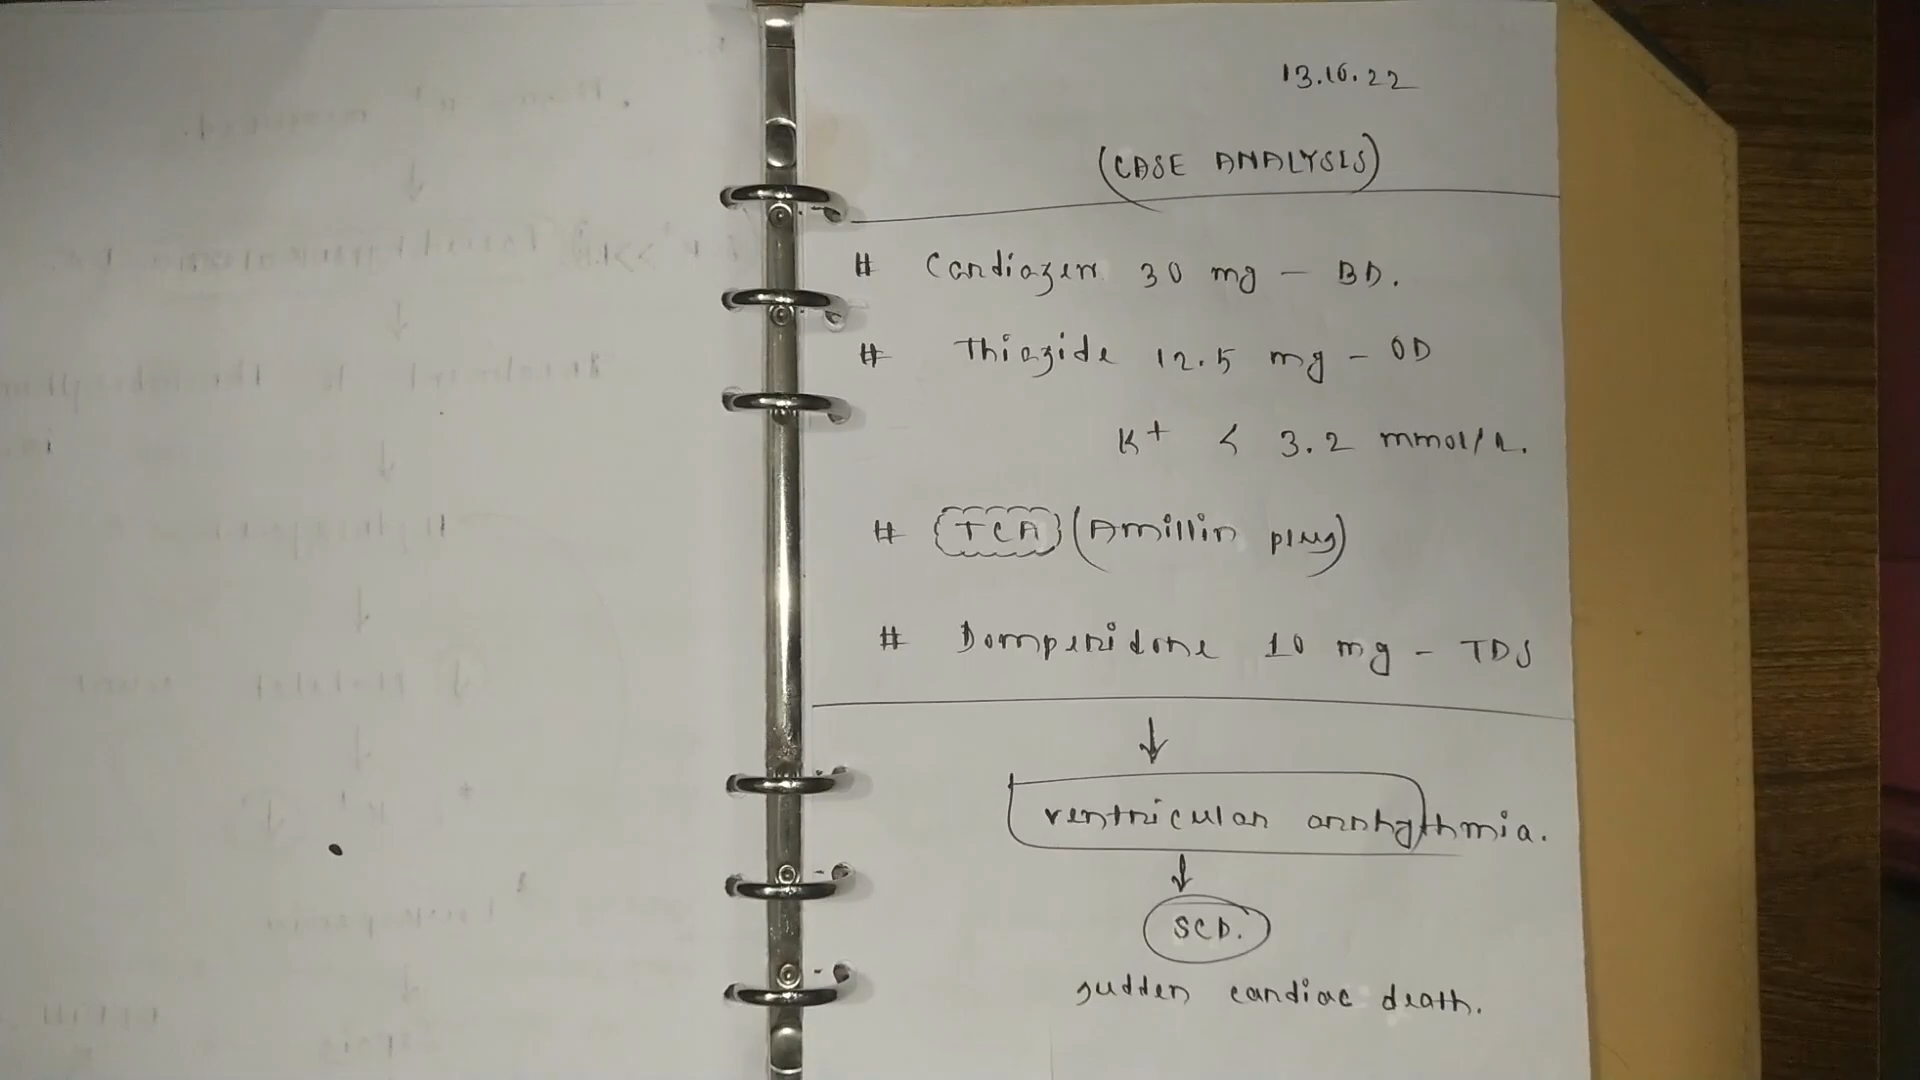 13.10.22
(CASE ANALYSIS)
# Cardiazem 30 mg - BD.
# Thiazide 12.5 mg - OD
K+ < 3.2 mmol/L.
# TCA (Amillin plus)
# Domperidone 10 mg - TDS
↓
ventricular arrhythmia.
↓
SCD.
sudden cardiac death.